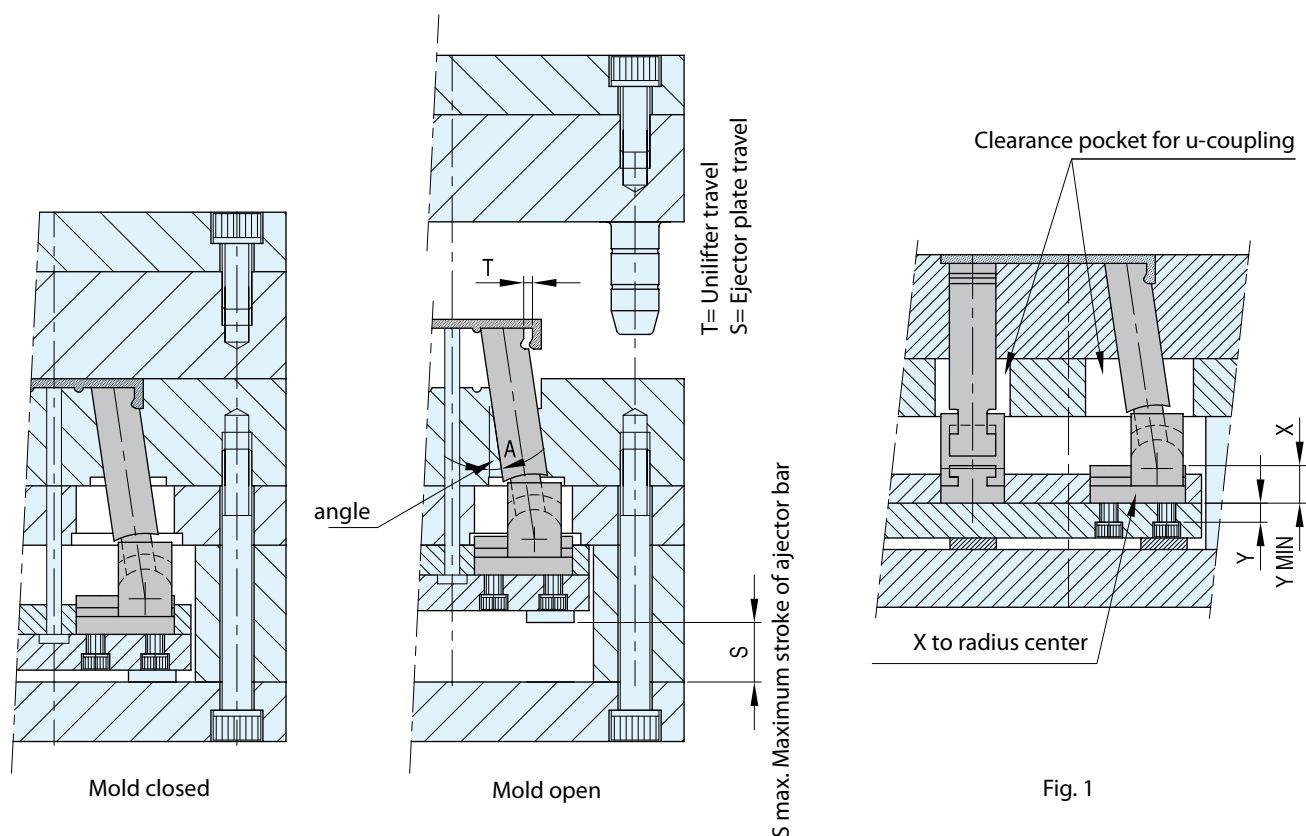 Mold closed
T
A
angle
S
T= Unilifter travel
S= Ejector plate travel
S max. Maximum stroke of ajector bar
Mold open
Clearance pocket for u-coupling
X
Y
Y MIN
X to radius center
Fig. 1